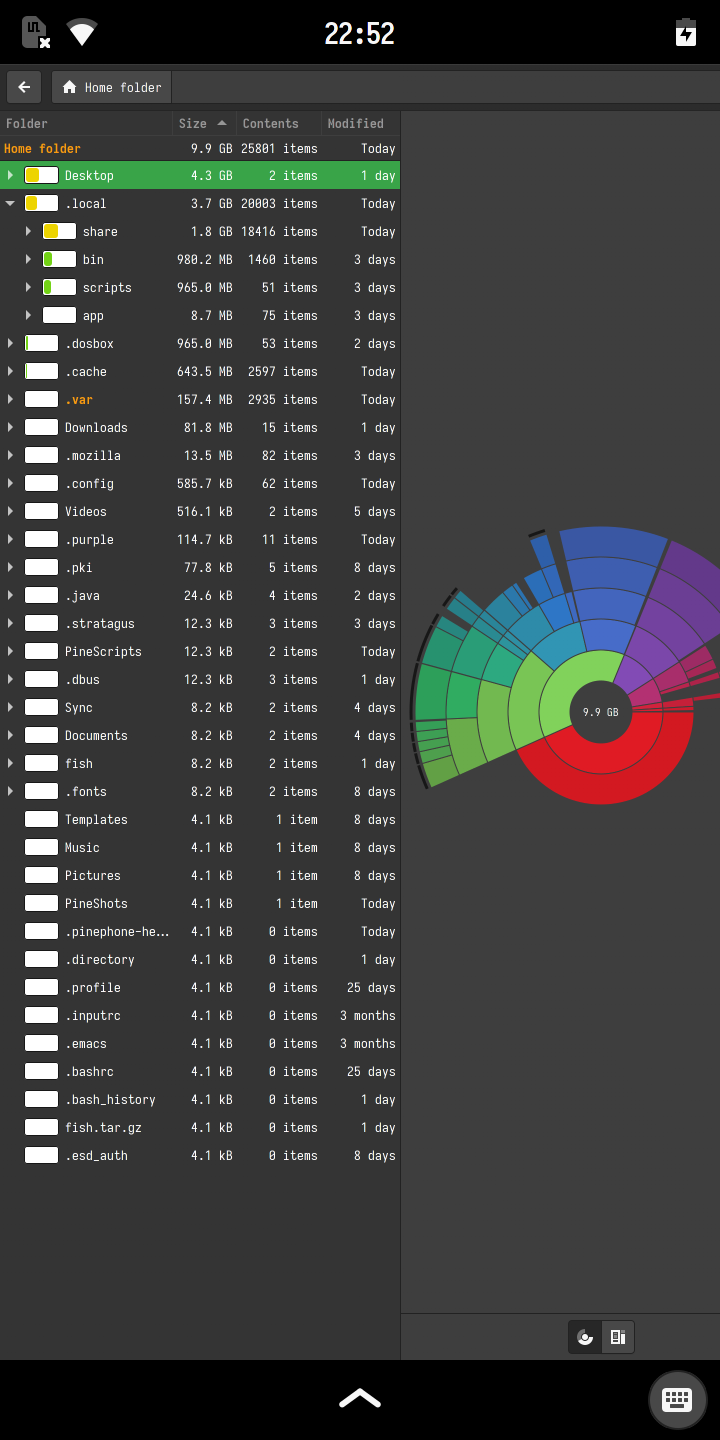 22:52
Home folder
Folder Size Contents Modified
Home folder 9.9 GB 25801 items Today
Desktop 4.3 GB 2 items 1 day
.local 3.7 GB 20003 items Today
share 1.8 GB 18416 items Today
bin 980.2 MB 1460 items 3 days
scripts 965.0 MB 51 items 3 days
app 8.7 MB 75 items 3 days
.dosbox 965.0 MB 53 items 2 days
.cache 643.5 MB 2597 items Today
.var 157.4 MB 2935 items Today
Downloads 81.8 MB 15 items 1 day
.mozilla 13.5 MB 82 items 3 days
.config 585.7 kB 62 items Today
Videos 516.1 kB 2 items 5 days
.purple 114.7 kB 11 items Today
.pki 77.8 kB 5 items 8 days
.java 24.6 kB 4 items 2 days
.stratagus 12.3 kB 3 items 3 days
PineScripts 12.3 kB 2 items Today
.dbus 12.3 kB 3 items 1 day
Sync 8.2 kB 2 items 4 days
Documents 8.2 kB 2 items 4 days
fish 8.2 kB 2 items 1 day
.fonts 8.2 kB 2 items 8 days
Templates 4.1 kB 1 item 8 days
Music 4.1 kB 1 item 8 days
Pictures 4.1 kB 1 item 8 days
PineShots 4.1 kB 1 item Today
.pinephone-he... 4.1 kB 0 items Today
.directory 4.1 kB 0 items 1 day
.profile 4.1 kB 0 items 25 days
.inputrc 4.1 kB 0 items 3 months
.emacs 4.1 kB 0 items 3 months
.bashrc 4.1 kB 0 items 25 days
.bash_history 4.1 kB 0 items 1 day
fish.tar.gz 4.1 kB 0 items 1 day
.esd_auth 4.1 kB 0 items 8 days
9.9 GB